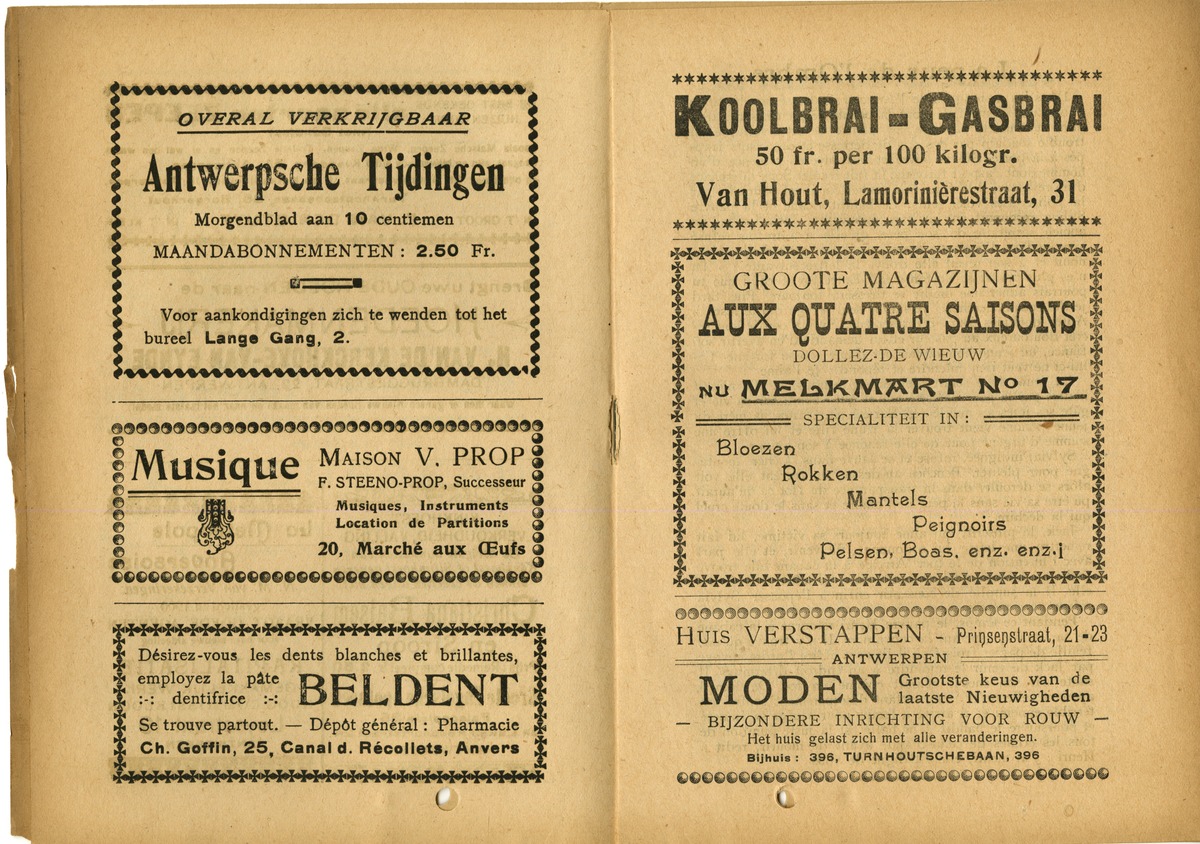 OVERAL VERKRIJGBAAR
Antwerpsche Tijdingen
Morgendblad aan 10 centiemen
MAANDABONNEMENTEN : 2.50 Fr.
Voor aankondigingen zich te wenden tot het
bureel Lange Gang, 2.
Musique
MAISON V. PROP
F. STEENO-PROP, Successeur
Musiques, Instruments
Location de Partitions
20, Marché aux Œufs
Désirez-vous les dents blanches et brillantes,
employez la pâte
:-: dentifrice :-:
BELDENT
Se trouve partout. — Dépôt général : Pharmacie
Ch. Goffin, 25, Canal d. Récollets, Anvers
KOOLBRAI - GASBRAI
50 fr. per 100 kilogr.
Van Hout, Lamorinièrestraat, 31
GROOTE MAGAZIJNEN
AUX QUATRE SAISONS
DOLLEZ-DE WIEUW
NU MELKMART No 17
SPECIALITEIT IN :
Bloezen
Rokken
Mantels
Peignoirs
Pelsen, Boas, enz. enz.j
HUIS VERSTAPPEN - Prinsenstraat, 21-23
ANTWERPEN
MODEN
Grootste keus van de
laatste Nieuwigheden
— BIJZONDERE INRICHTING VOOR ROUW —
Het huis gelast zich met alle veranderingen.
Bijhuis : 396, TURNHOUTSCHEBAAN, 396